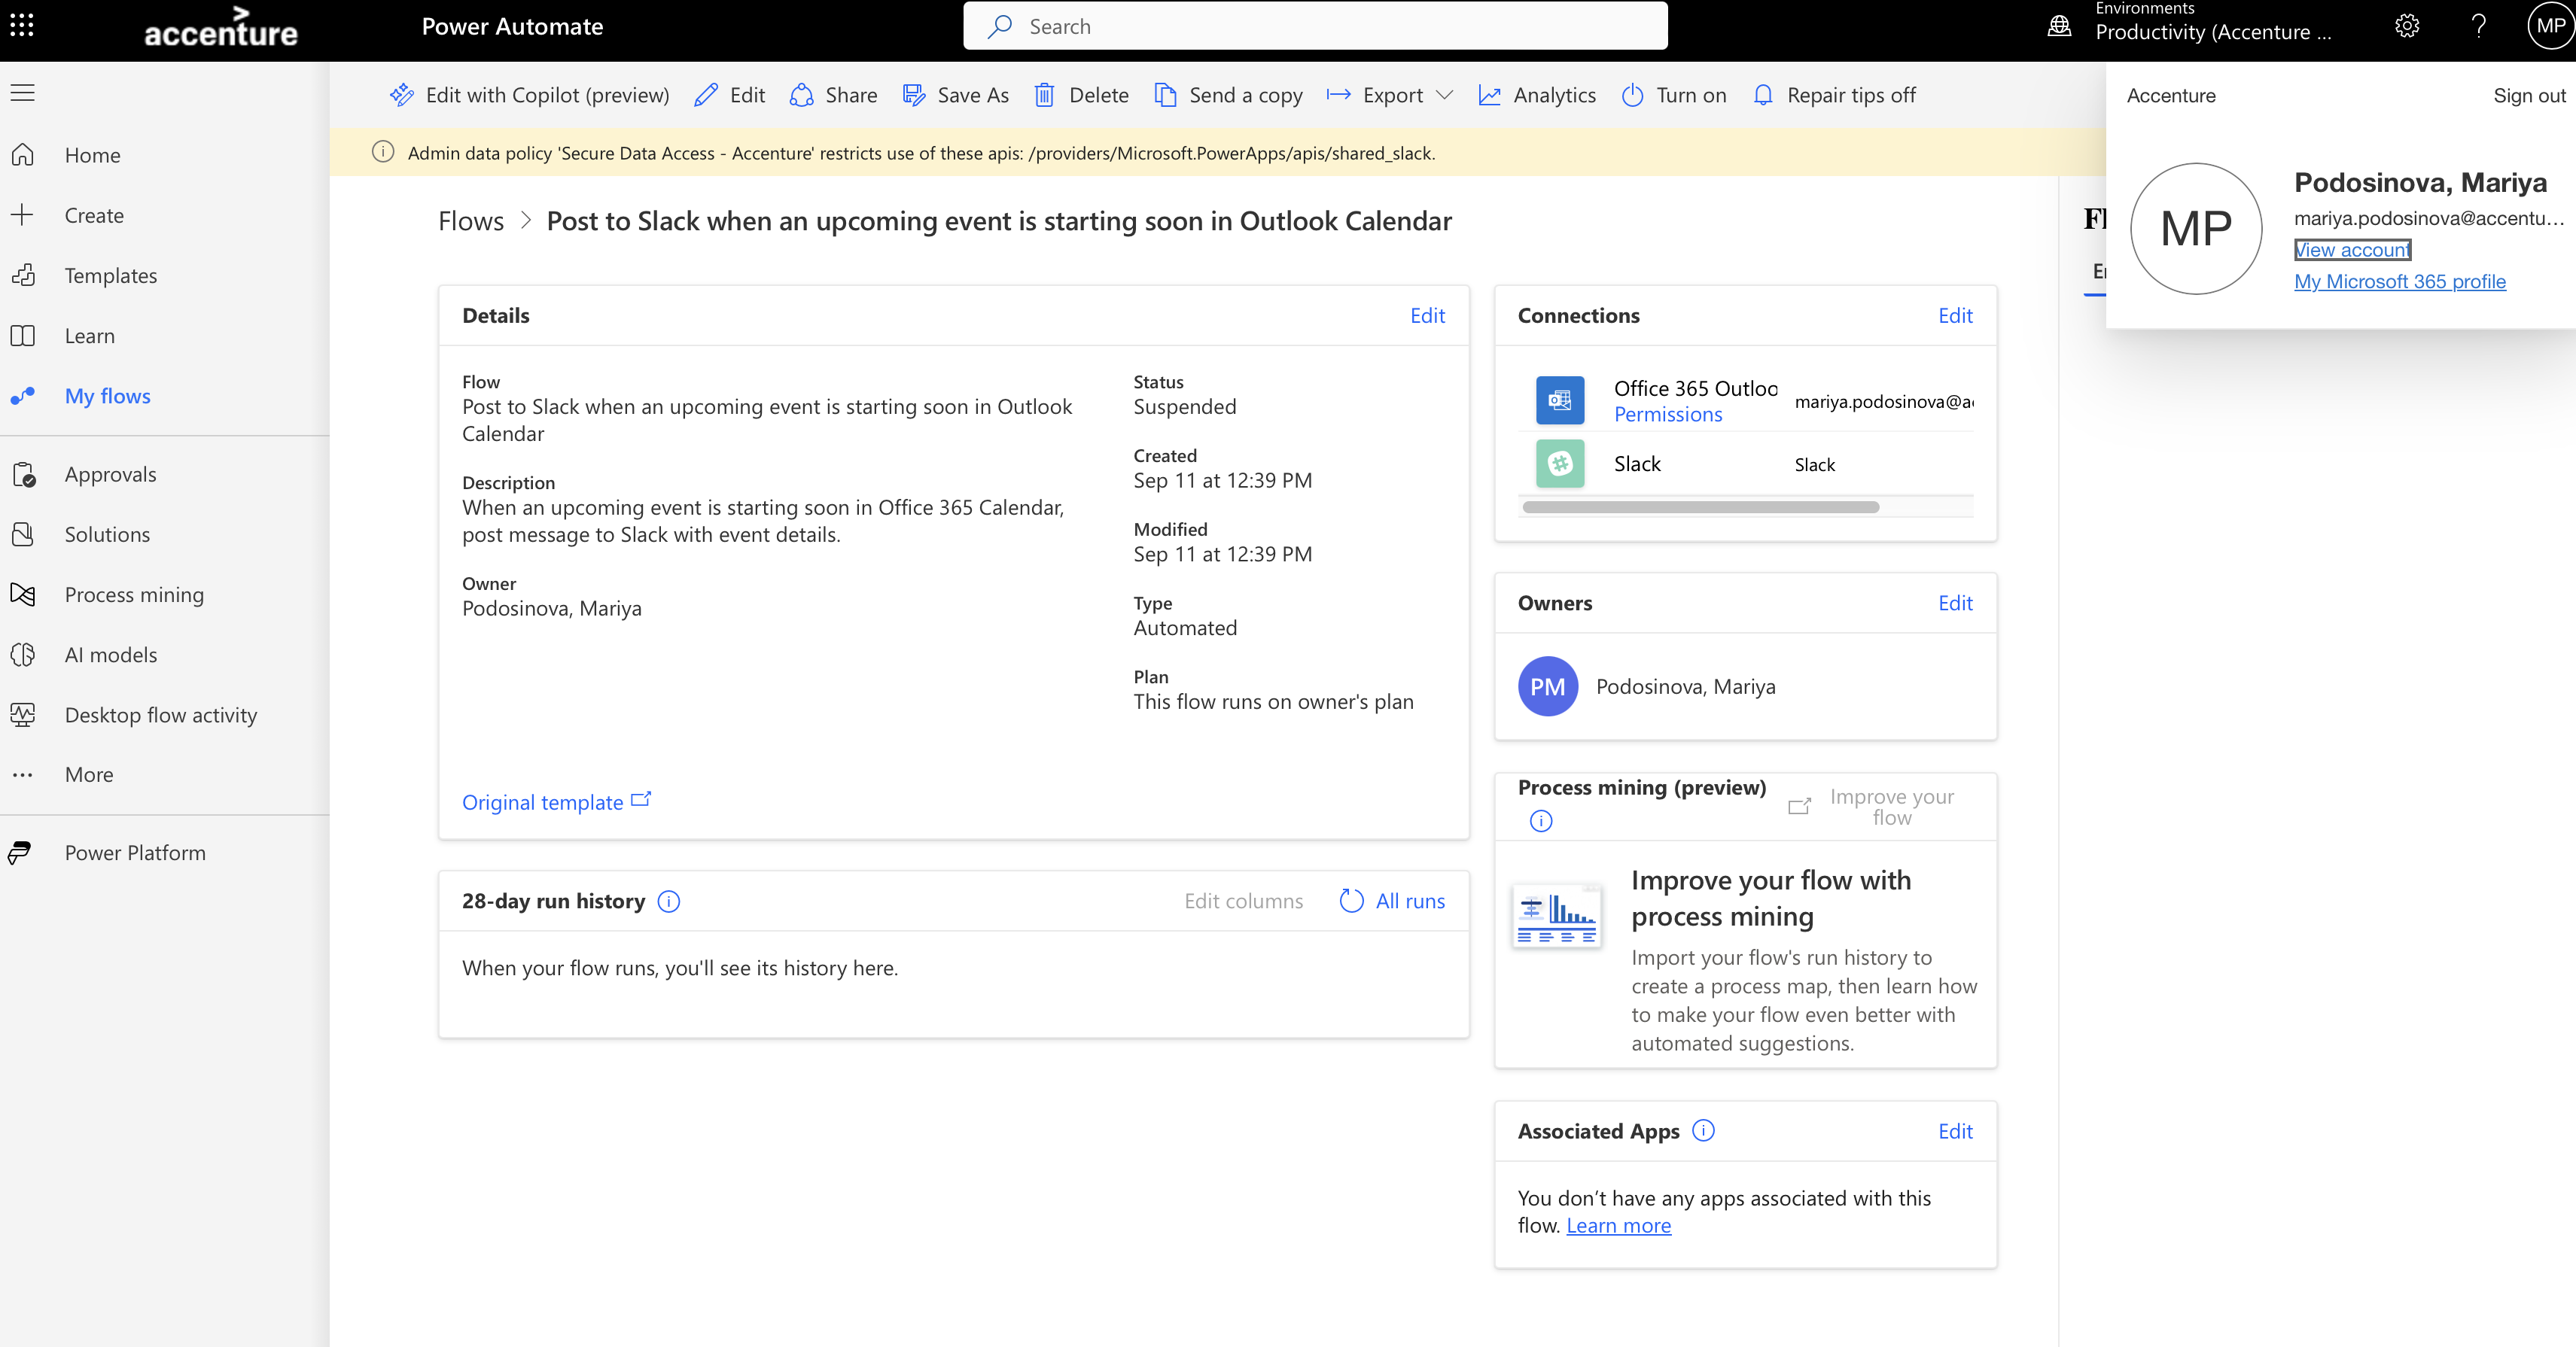 accenture
Power Automate
Search
Environments
Productivity (Accenture ...
MP
Edit with Copilot (preview)
Edit
Share
Save As
Delete
Send a copy
Export
Analytics
Turn on
Repair tips off
Accenture
Sign out
MP
Podosinova, Mariya
mariya.podosinova@accentu...
View account
My Microsoft 365 profile
Admin data policy 'Secure Data Access - Accenture' restricts use of these apis: /providers/Microsoft.PowerApps/apis/shared_slack.
Home
Create
Templates
Learn
My flows
Approvals
Solutions
Process mining
AI models
Desktop flow activity
More
Power Platform
Flows > Post to Slack when an upcoming event is starting soon in Outlook Calendar
Details
Edit
Flow
Post to Slack when an upcoming event is starting soon in Outlook
Calendar
Description
When an upcoming event is starting soon in Office 365 Calendar,
post message to Slack with event details.
Owner
Podosinova, Mariya
Status
Suspended
Created
Sep 11 at 12:39 PM
Modified
Sep 11 at 12:39 PM
Type
Automated
Plan
This flow runs on owner's plan
Original template
28-day run history
Edit columns
All runs
When your flow runs, you'll see its history here.
Connections
Edit
Office 365 Outloo
Permissions
mariya.podosinova@a
Slack
Slack
Owners
Edit
PM
Podosinova, Mariya
Process mining (preview)
Improve your
flow
Improve your flow with
process mining
Import your flow's run history to
create a process map, then learn how
to make your flow even better with
automated suggestions.
Associated Apps
Edit
You don’t have any apps associated with this
flow. Learn more